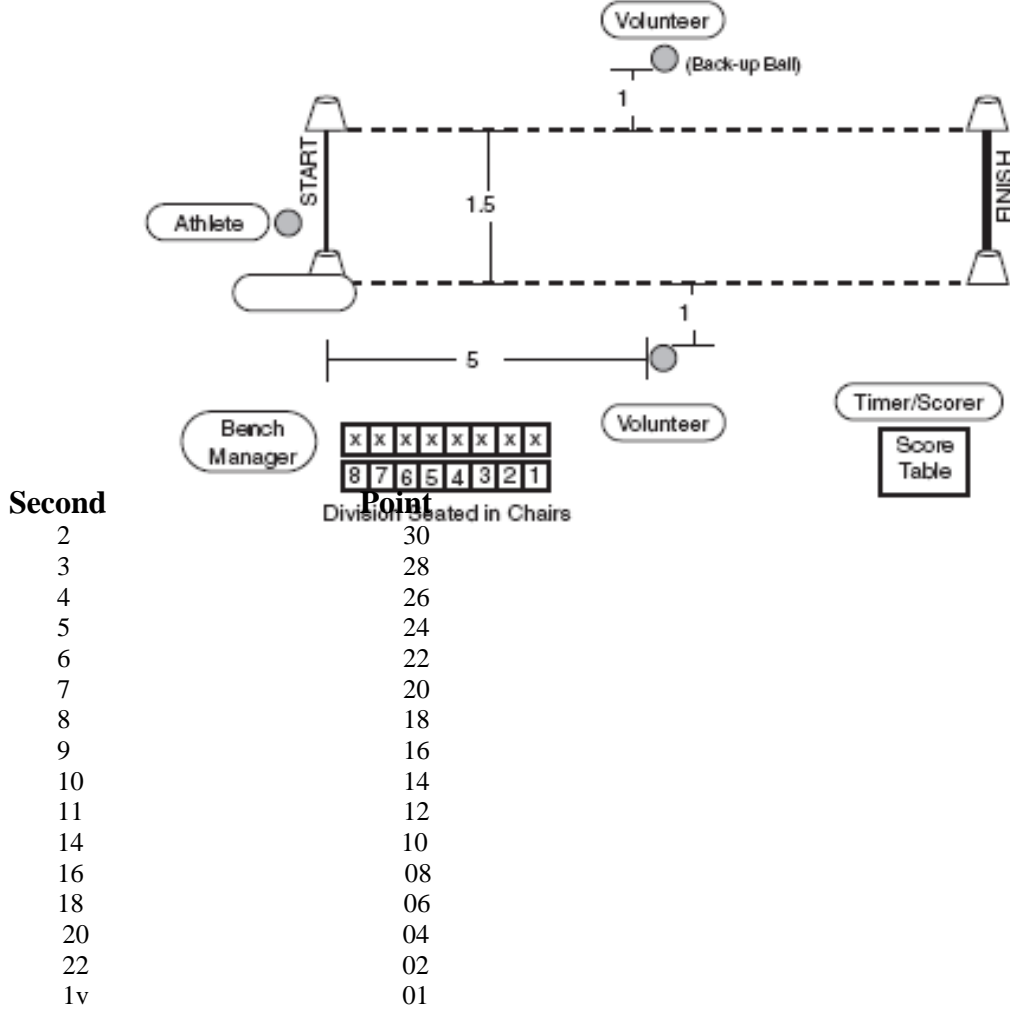 Volunteer
(Back-up Ball)
1
START
1.5
FINISH
Athlete
1
5
Timer/Scorer
Volunteer
Bench
Manager
x x x x x x x x
Score
Table
8 7 6 5 4 3 2 1
Second Point
Division Seated in Chairs
2 30
3 28
4 26
5 24
6 22
7 20
8 18
9 16
10 14
11 12
14 10
16 08
18 06
20 04
22 02
1v 01